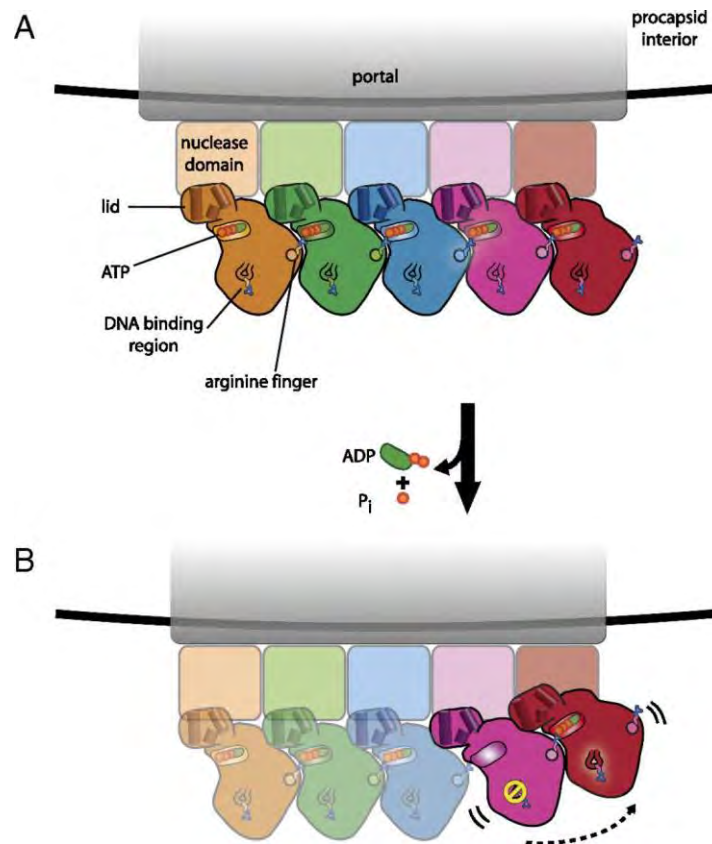 A
procapsid
interior
portal
nuclease
domain
lid
ATP
DNA binding
region
arginine finger
ADP
+
Pi
B